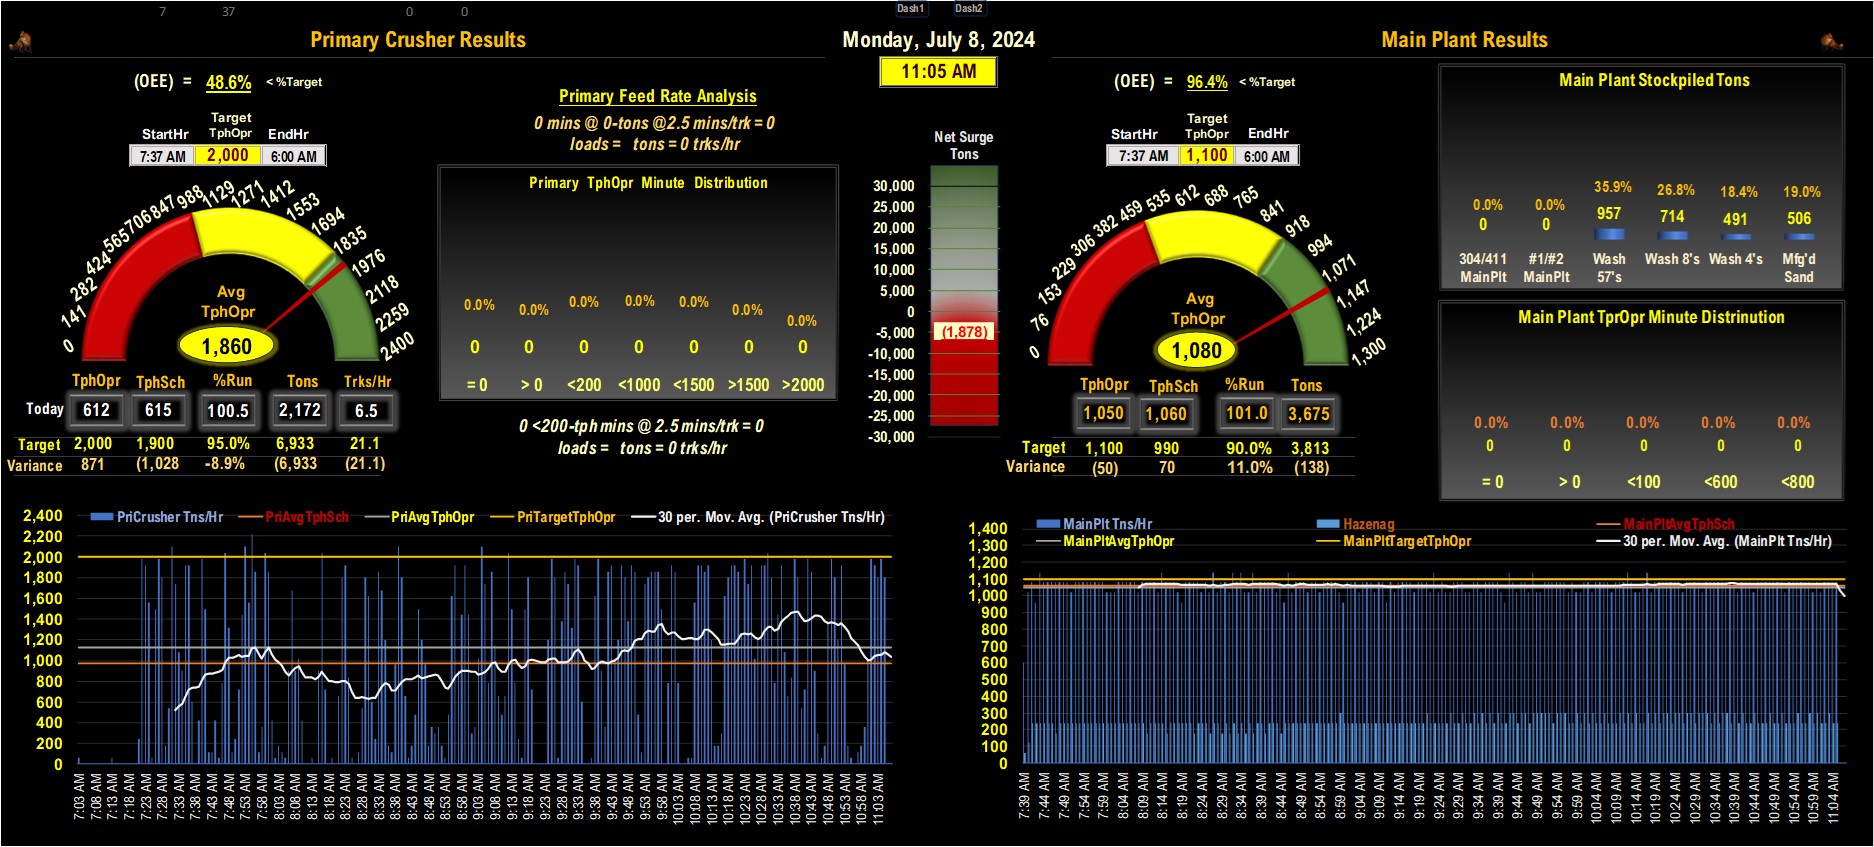 7 37 0 0 Dash1 Dash2
Primary Crusher Results
Monday, July 8, 2024
Main Plant Results
11:05 AM
(OEE) = 48.6% < %Target
Target
StartHr TphOpr EndHr
7:37 AM 2,000 6:00 AM
0 141 282 424 565 706 847 988 1129 1271 1412 1553 1694 1835 1976 2118 2259 2400
Avg
TphOpr
1,860
TphOpr TphSch %Run Tons Trks/Hr
Today 612 615 100.5 2,172 6.5
Target 2,000 1,900 95.0% 6,933 21.1
Variance 871 (1,028 -8.9% (6,933 (21.1)
Primary Feed Rate Analysis
0 mins @ 0-tons @2.5 mins/trk = 0
loads = tons = 0 trks/hr
Primary TphOpr Minute Distribution
0.0% 0.0% 0.0% 0.0% 0.0% 0.0% 0.0%
0 0 0 0 0 0 0
= 0 > 0 <200 <1000 <1500 >1500 >2000
0 <200-tph mins @ 2.5 mins/trk = 0
loads = tons = 0 trks/hr
Net Surge
Tons
30,000
25,000
20,000
15,000
10,000
5,000
0
-5,000
-10,000
-15,000
-20,000
-25,000
-30,000
(1,878)
(OEE) = 96.4% < %Target
Target
StartHr TphOpr EndHr
7:37 AM 1,100 6:00 AM
0 76 153 229 306 382 459 535 612 688 765 841 918 994 1,071 1,147 1,224 1,300
Avg
TphOpr
1,080
TphOpr TphSch %Run Tons
1,050 1,060 101.0 3,675
Target 1,100 990 90.0% 3,813
Variance (50) 70 11.0% (138)
Main Plant Stockpiled Tons
0.0% 0.0% 35.9% 26.8% 18.4% 19.0%
0 0 957 714 491 506
304/411 #1/#2 Wash Wash 8's Wash 4's Mfg'd
MainPlt MainPlt 57's Sand
Main Plant TprOpr Minute Distrinution
0.0% 0.0% 0.0% 0.0% 0.0%
0 0 0 0 0
= 0 > 0 <100 <600 <800
PriCrusher Tns/Hr PriAvgTphSch PriAvgTphOpr PriTargetTphOpr 30 per. Mov. Avg. (PriCrusher Tns/Hr)
2,400
2,200
2,000
1,800
1,600
1,400
1,200
1,000
800
600
400
200
0
7:03 AM 7:08 AM 7:13 AM 7:18 AM 7:23 AM 7:28 AM 7:33 AM 7:38 AM 7:43 AM 7:48 AM 7:53 AM 7:58 AM 8:03 AM 8:08 AM 8:13 AM 8:18 AM 8:23 AM 8:28 AM 8:33 AM 8:38 AM 8:43 AM 8:48 AM 8:53 AM 8:58 AM 9:03 AM 9:08 AM 9:13 AM 9:18 AM 9:23 AM 9:28 AM 9:33 AM 9:38 AM 9:43 AM 9:48 AM 9:53 AM 9:58 AM 10:03 AM 10:08 AM 10:13 AM 10:18 AM 10:23 AM 10:28 AM 10:33 AM 10:38 AM 10:43 AM 10:48 AM 10:53 AM 10:58 AM 11:03 AM
MainPlt Tns/Hr Hazenag MainPltAvgTphSch
MainPltAvgTphOpr MainPltTargetTphOpr 30 per. Mov. Avg. (MainPlt Tns/Hr)
1,400
1,300
1,200
1,100
1,000
900
800
700
600
500
400
300
200
100
0
7:39 AM 7:44 AM 7:49 AM 7:54 AM 7:59 AM 8:04 AM 8:09 AM 8:14 AM 8:19 AM 8:24 AM 8:29 AM 8:34 AM 8:39 AM 8:44 AM 8:49 AM 8:54 AM 8:59 AM 9:04 AM 9:09 AM 9:14 AM 9:19 AM 9:24 AM 9:29 AM 9:34 AM 9:39 AM 9:44 AM 9:49 AM 9:54 AM 9:59 AM 10:04 AM 10:09 AM 10:14 AM 10:19 AM 10:24 AM 10:29 AM 10:34 AM 10:39 AM 10:44 AM 10:49 AM 10:54 AM 10:59 AM 11:04 AM